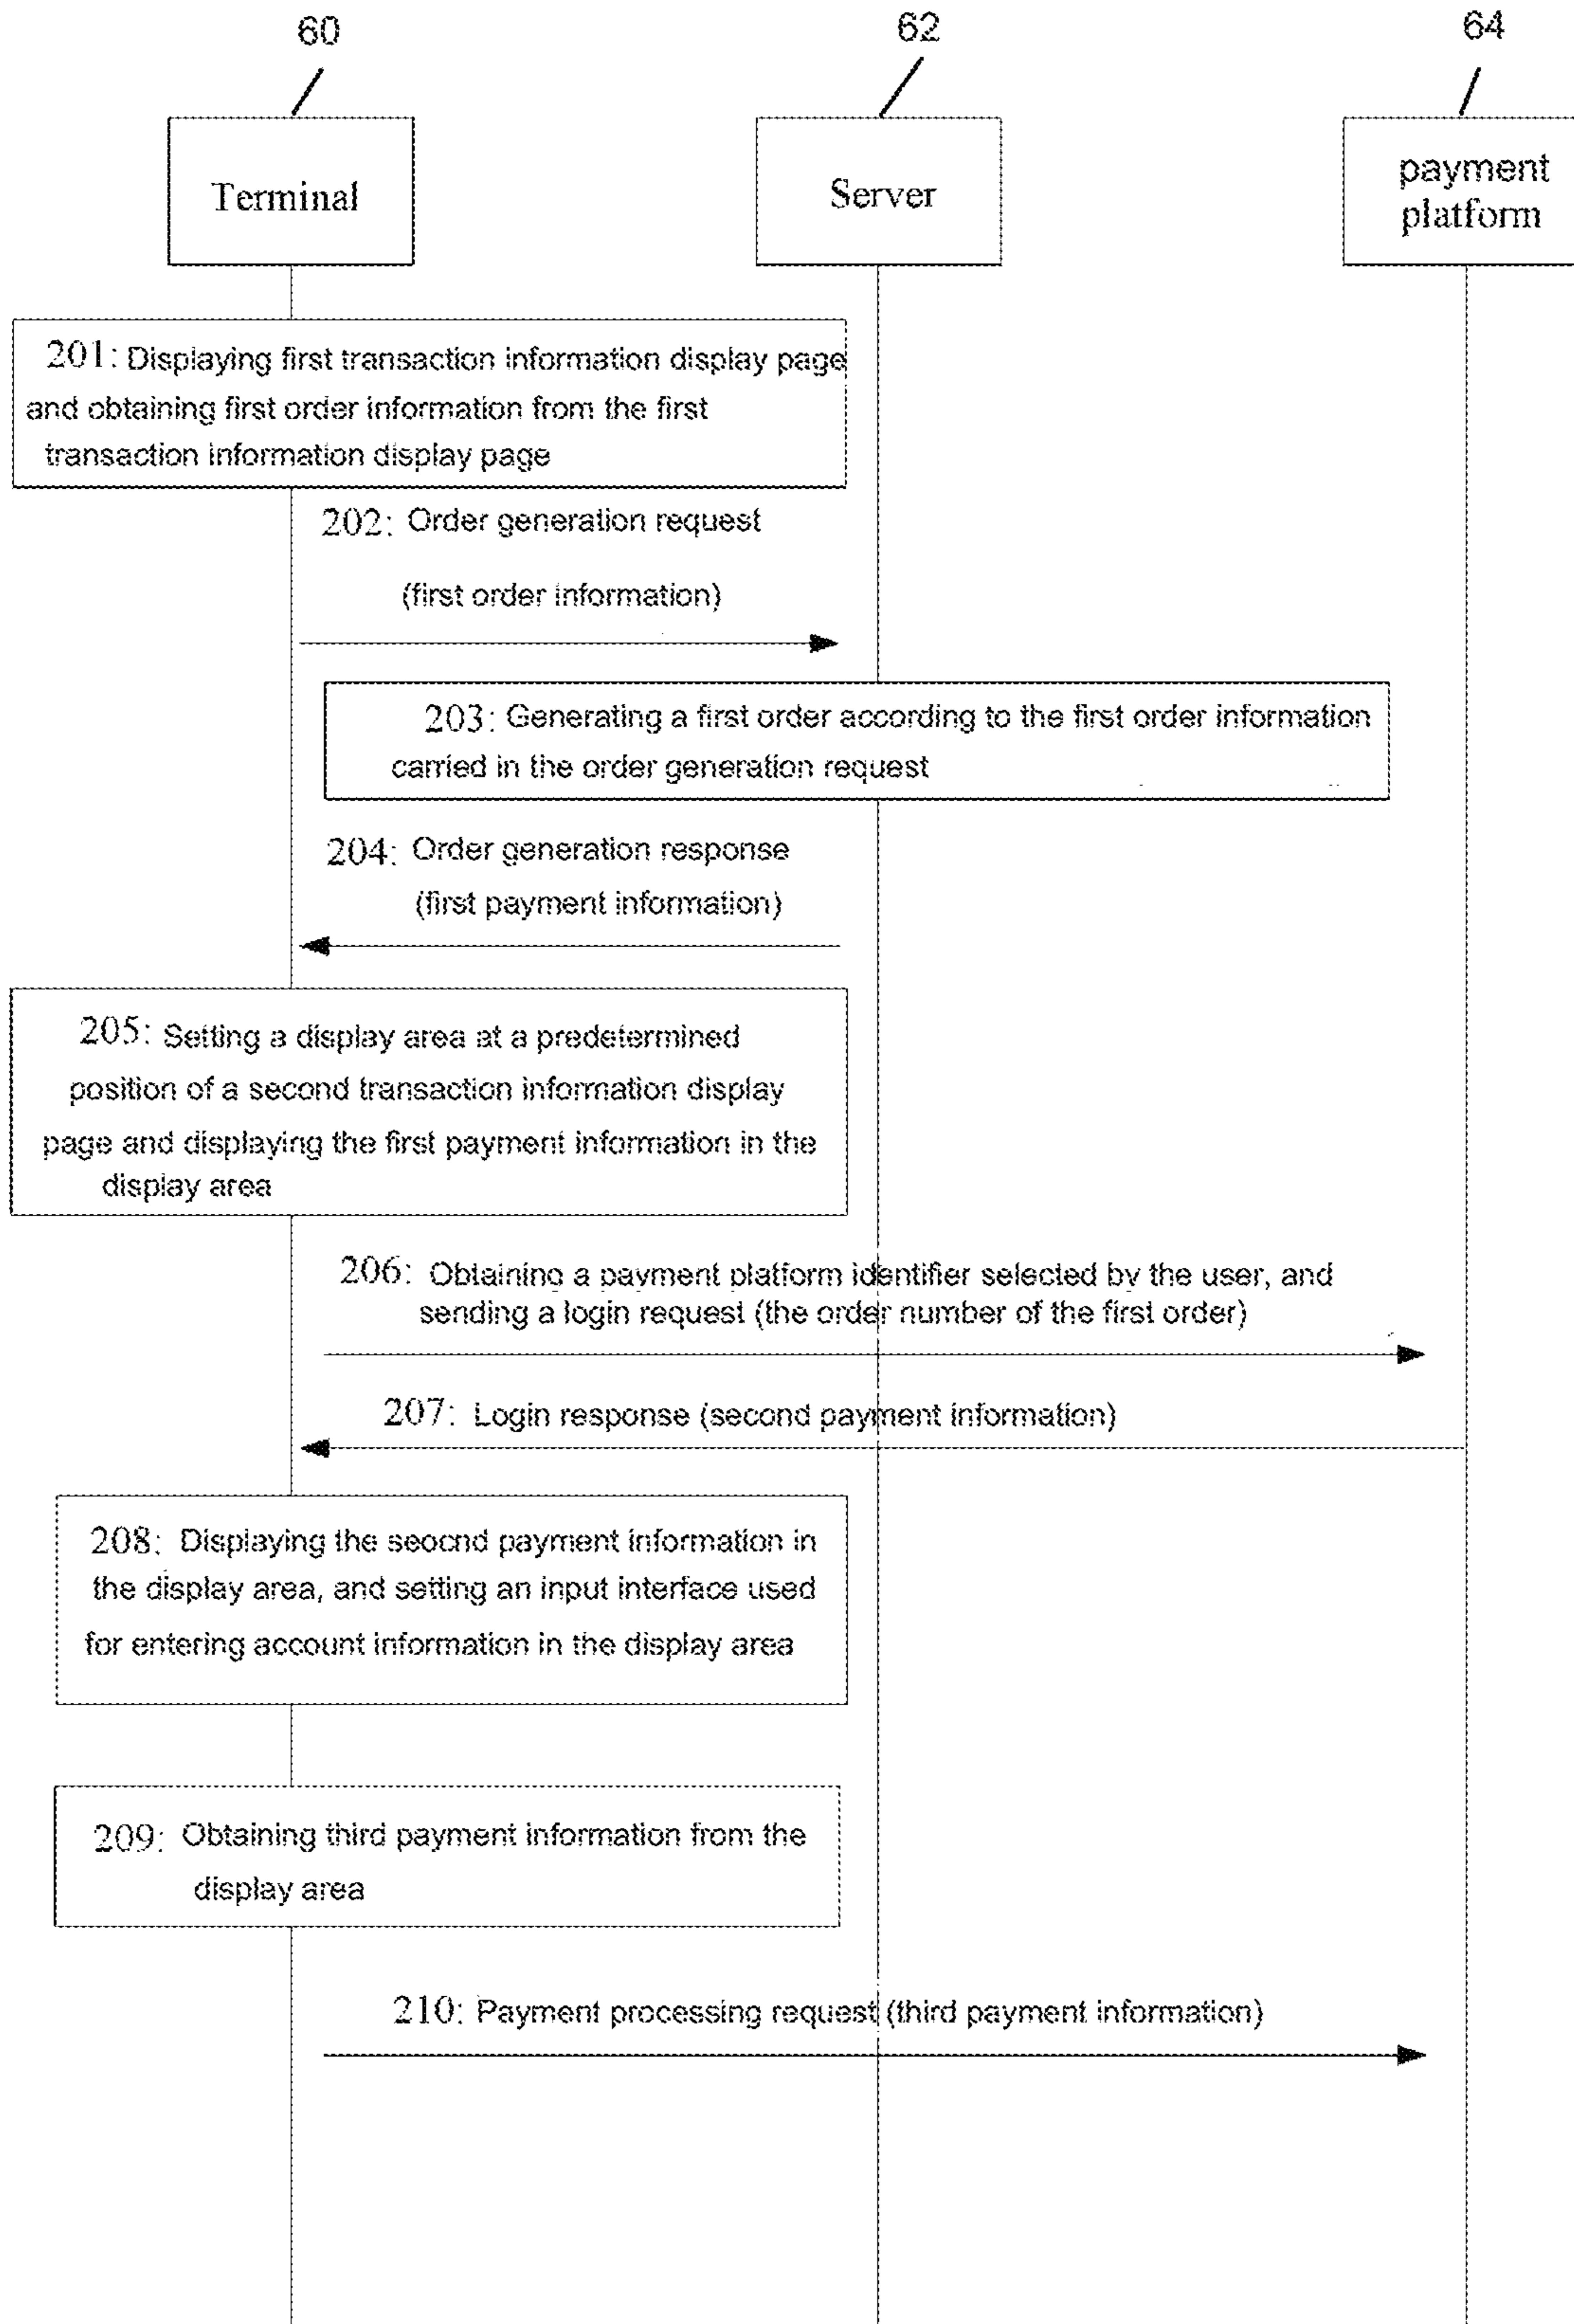 60
62
64
Terminal
Server
payment
platform
201: Displaying first transaction information display page
and obtaining first order information from the first
transaction information display page
202: Order generation request
(first order information)
203: Generating a first order according to the first order information
carried in the order generation request
204: Order generation response
(first payment information)
205: Setting a display area at a predetermined
position of a second transaction information display
page and displaying the first payment information in the
display area
206: Obtaining a payment platform identifier selected by the user, and
sending a login request (the order number of the first order)
207: Login response (second payment information)
208: Displaying the seocnd payment information in
the display area, and setting an input interface used
for entering account information in the display area
209: Obtaining third payment information from the
display area
210: Payment processing request (third payment information)